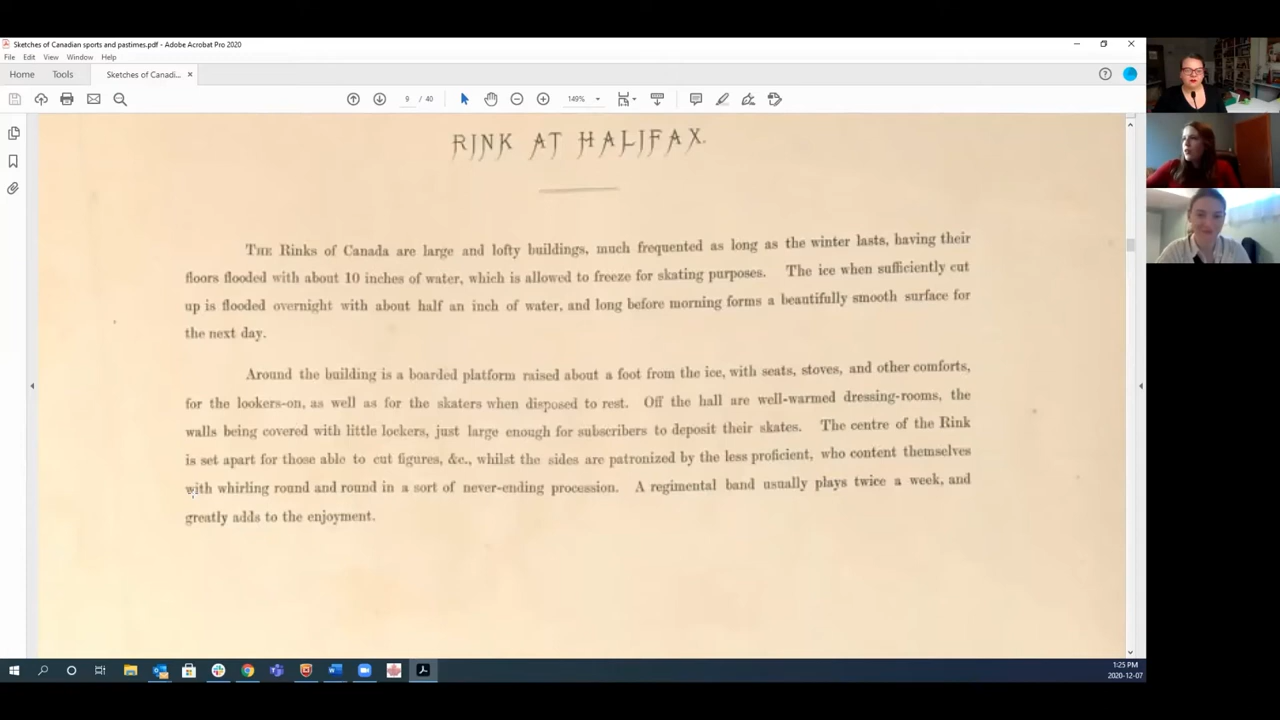 Sketches of Canadian sports and pastimes.pdf - Adobe Acrobat Pro 2020
File Edit View Window Help
Home Tools Sketches of Canadi... ×
9 / 40 149%
RINK AT HALIFAX.
THE Rinks of Canada are large and lofty buildings, much frequented as long as the winter lasts, having their
floors flooded with about 10 inches of water, which is allowed to freeze for skating purposes. The ice when sufficiently cut
up is flooded overnight with about half an inch of water, and long before morning forms a beautifully smooth surface for
the next day.
Around the building is a boarded platform raised about a foot from the ice, with seats, stoves, and other comforts,
for the lookers-on, as well as for the skaters when disposed to rest. Off the hall are well-warmed dressing-rooms, the
walls being covered with little lockers, just large enough for subscribers to deposit their skates. The centre of the Rink
is set apart for those able to cut figures, &c., whilst the sides are patronized by the less proficient, who content themselves
with whirling round and round in a sort of never-ending procession. A regimental band usually plays twice a week, and
greatly adds to the enjoyment.
1:25 PM
2020-12-07